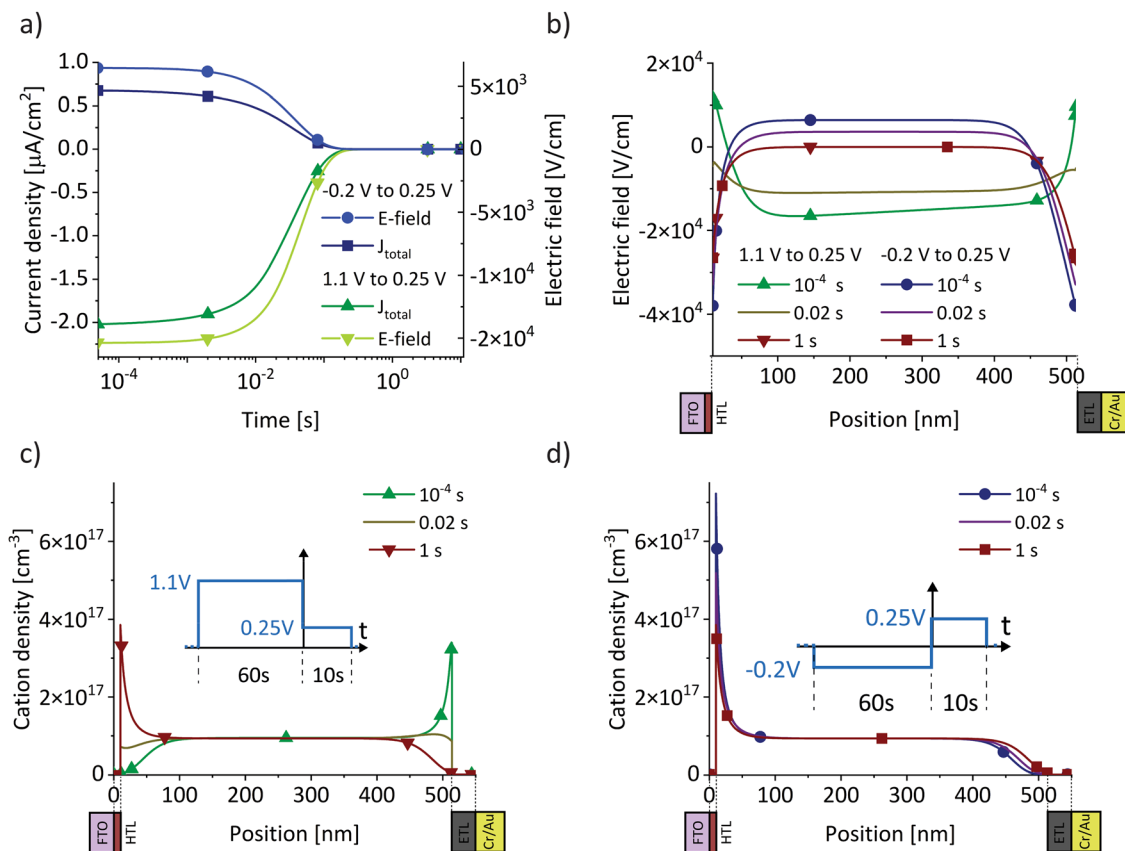 a)
Current density [μA/cm²]
1.0
0.5
0.0
-0.5
-1.0
-1.5
-2.0
10⁻⁴
10⁻²
10⁰
Time [s]
5×10³
0
-5×10³
-1×10⁴
-2×10⁴
Electric field [V/cm]
-0.2 V to 0.25 V
E-field
J_total
1.1 V to 0.25 V
J_total
E-field
b)
Electric field [V/cm]
2×10⁴
0
-2×10⁴
-4×10⁴
1.1 V to 0.25 V
10⁻⁴ s
0.02 s
1 s
-0.2 V to 0.25 V
10⁻⁴ s
0.02 s
1 s
100 200 300 400 500
Position [nm]
FTO
HTL
ETL
Cr/Au
c)
Cation density [cm⁻³]
6×10¹⁷
4×10¹⁷
2×10¹⁷
0
10⁻⁴ s
0.02 s
1 s
1.1V
0.25V
t
60s
10s
0 100 200 300 400 500
Position [nm]
FTO
HTL
ETL
Cr/Au
d)
Cation density [cm⁻³]
6×10¹⁷
4×10¹⁷
2×10¹⁷
0
10⁻⁴ s
0.02 s
1 s
0.25V
t
-0.2V
60s
10s
0 100 200 300 400 500
Position [nm]
FTO
HTL
ETL
Cr/Au